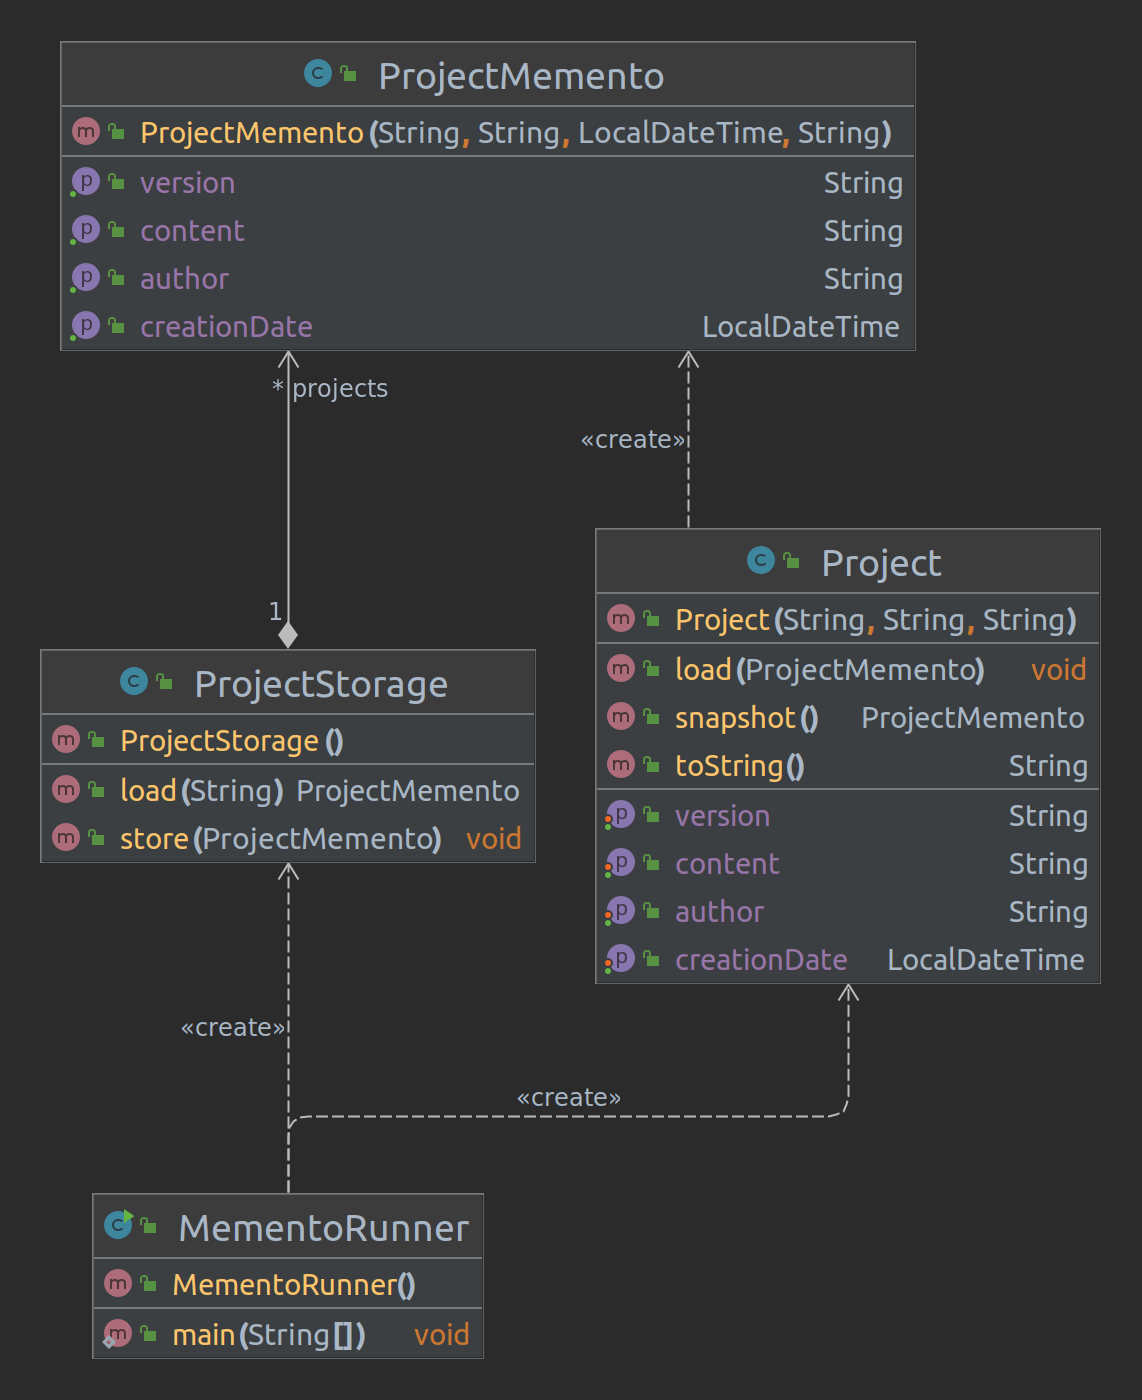 ProjectMemento
ProjectMemento(String, String, LocalDateTime, String)
version String
content String
author String
creationDate LocalDateTime
* projects
«create»
1
Project
Project(String, String, String)
load(ProjectMemento) void
snapshot() ProjectMemento
toString() String
version String
content String
author String
creationDate LocalDateTime
ProjectStorage
ProjectStorage()
load(String) ProjectMemento
store(ProjectMemento) void
«create»
«create»
MementoRunner
MementoRunner()
main(String[]) void